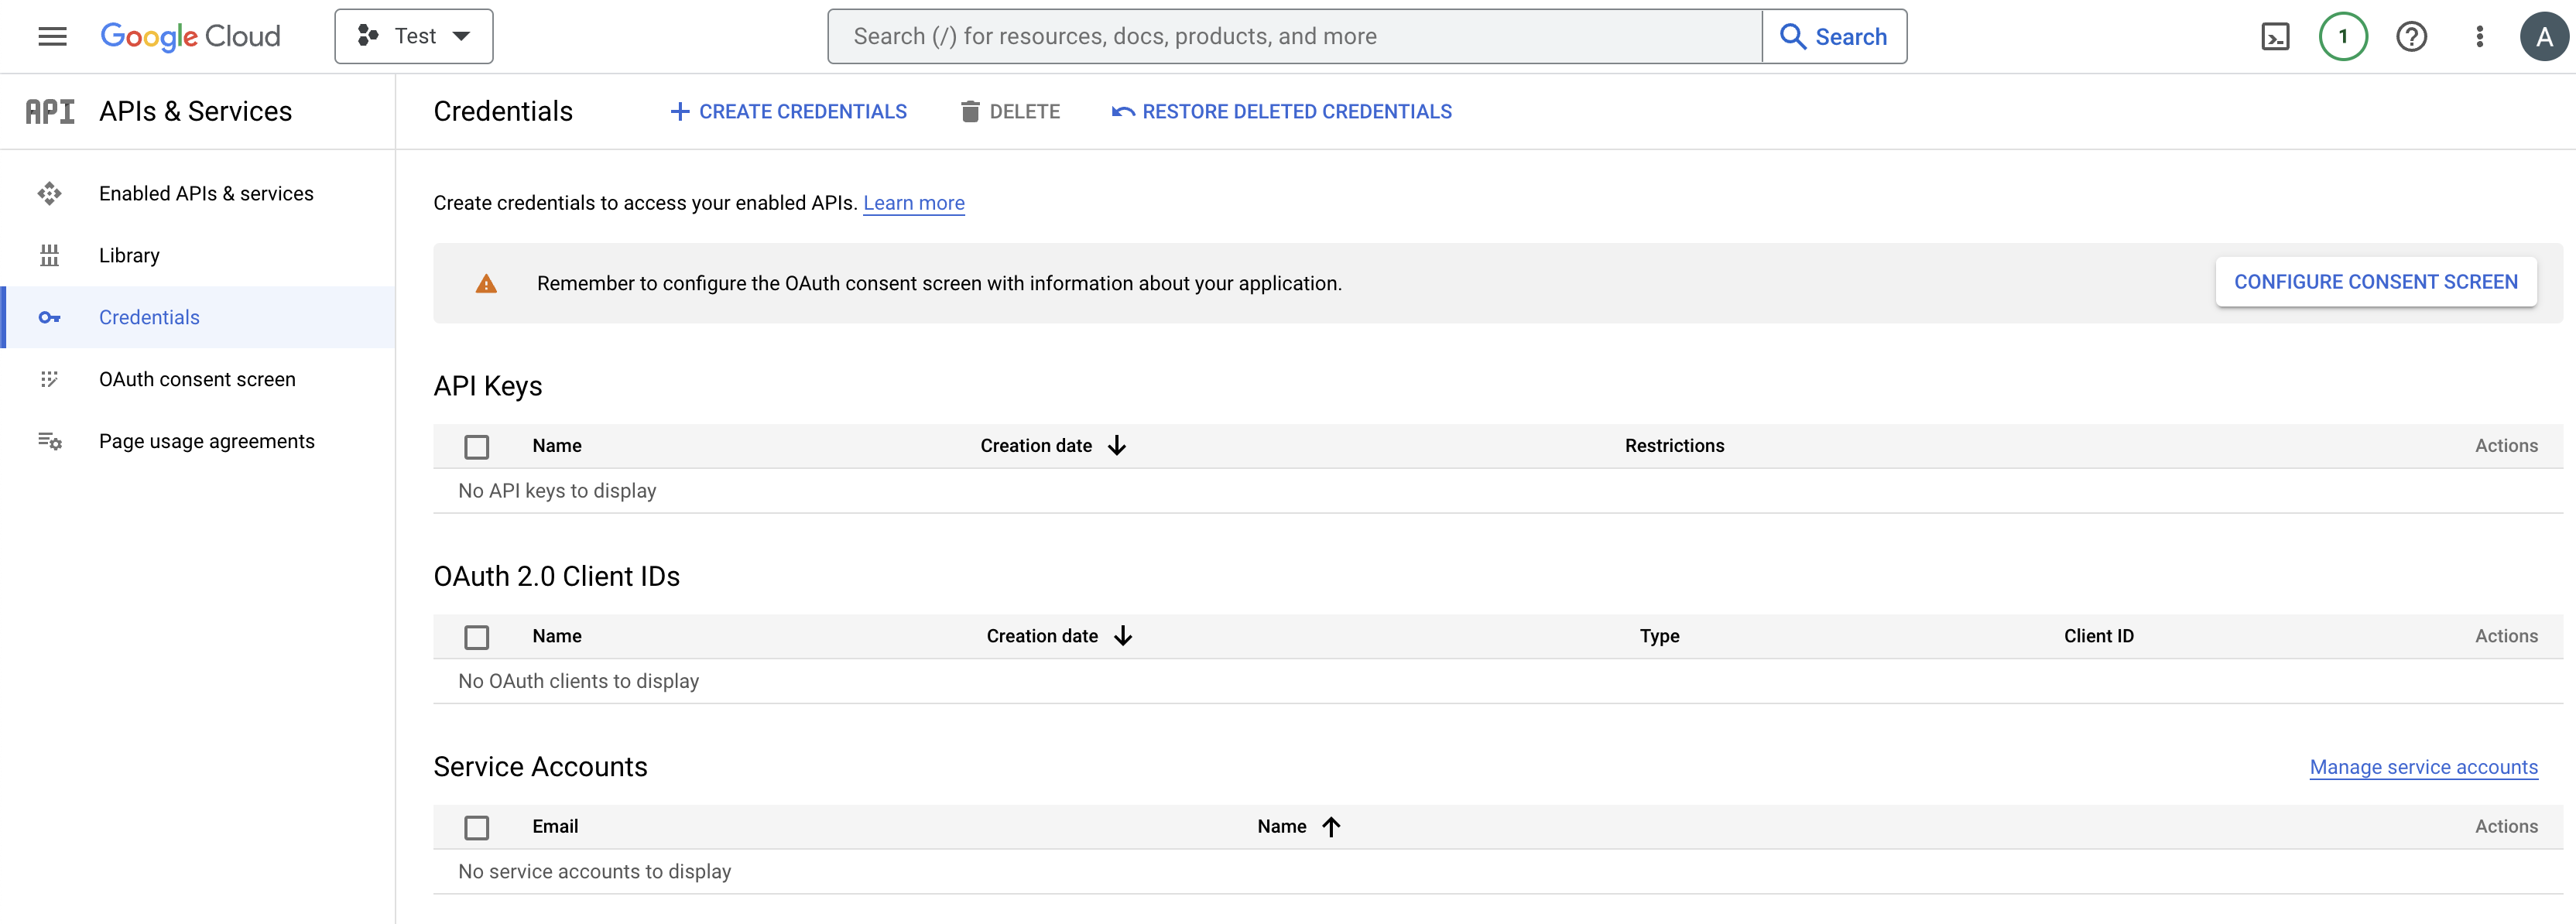 Google Cloud
Test
Search (/) for resources, docs, products, and more
Search
1
A
API
APIs & Services
Enabled APIs & services
Library
Credentials
OAuth consent screen
Page usage agreements
Credentials
CREATE CREDENTIALS
DELETE
RESTORE DELETED CREDENTIALS
Create credentials to access your enabled APIs. Learn more
Remember to configure the OAuth consent screen with information about your application.
CONFIGURE CONSENT SCREEN
API Keys
Name Creation date Restrictions Actions
No API keys to display
OAuth 2.0 Client IDs
Name Creation date Type Client ID Actions
No OAuth clients to display
Service Accounts
Manage service accounts
Email Name Actions
No service accounts to display